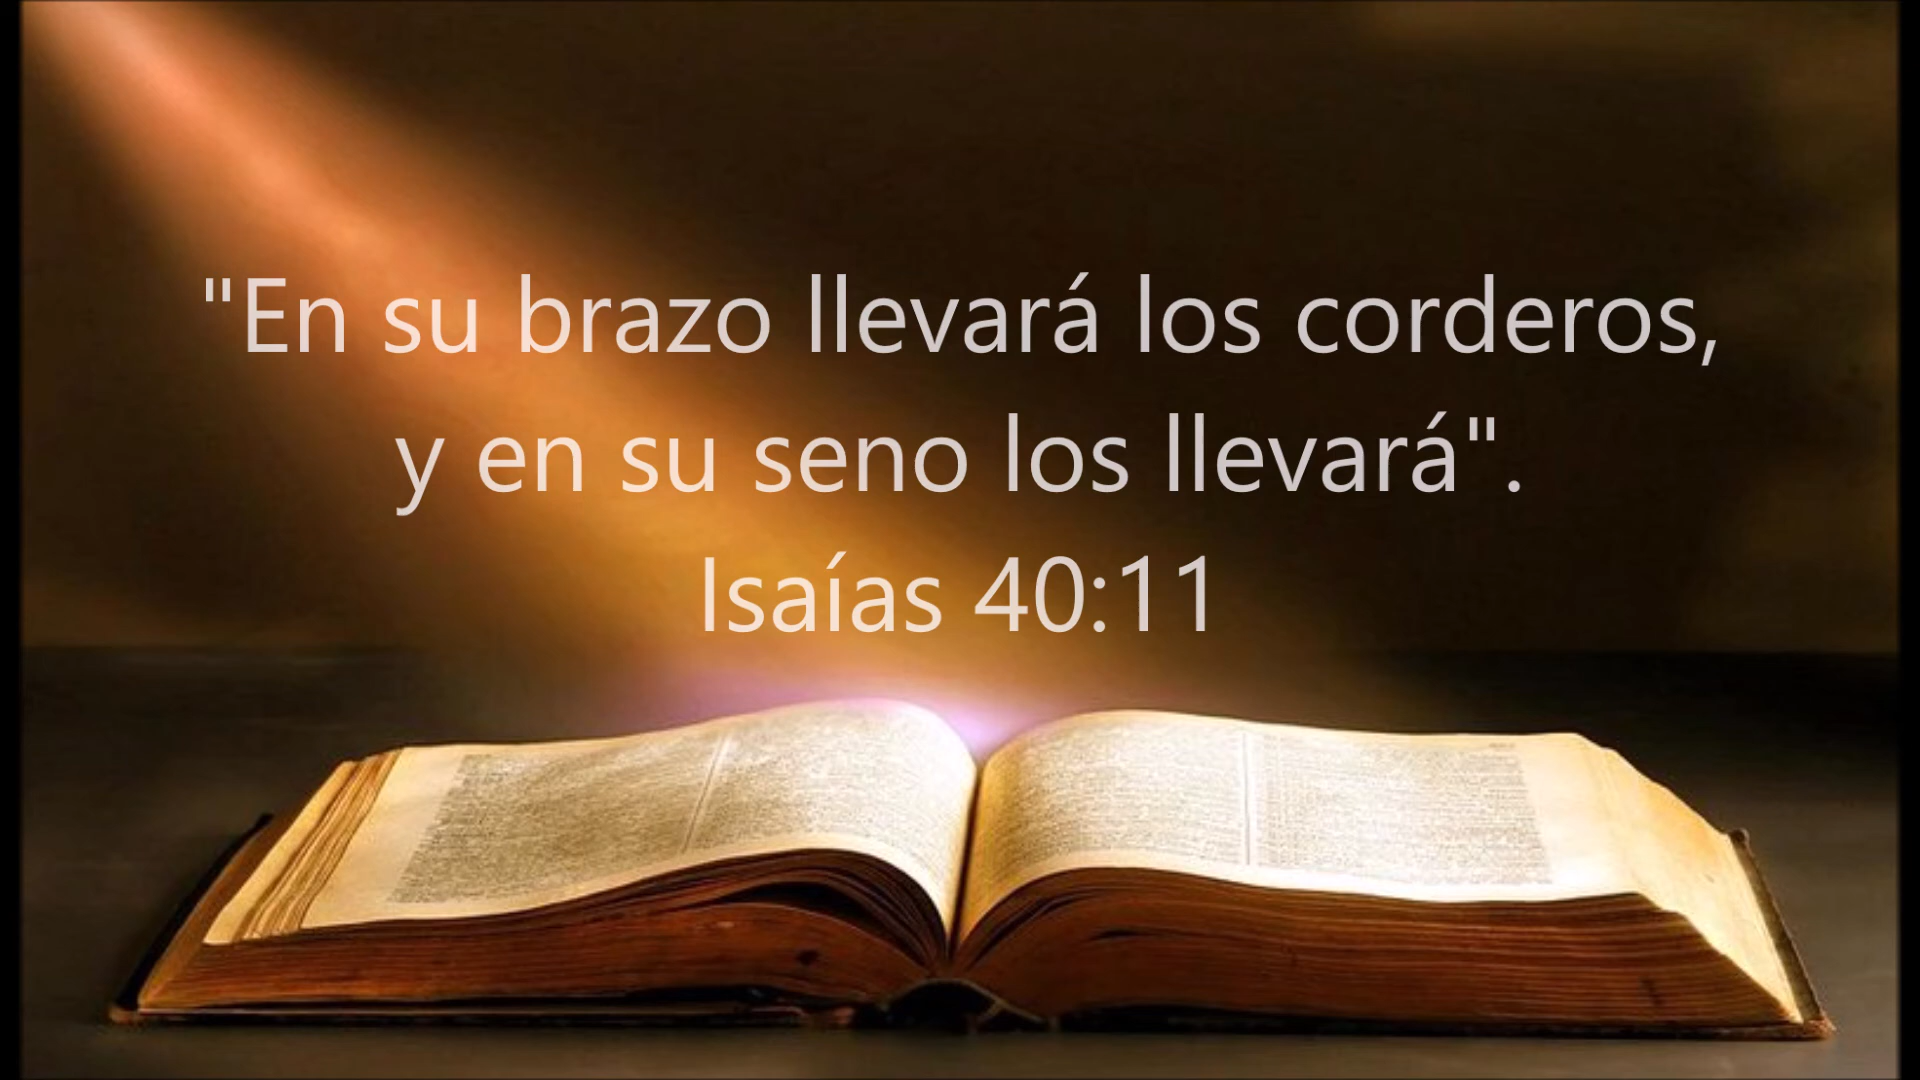 "En su brazo llevará los corderos,
y en su seno los llevará".
Isaías 40:11